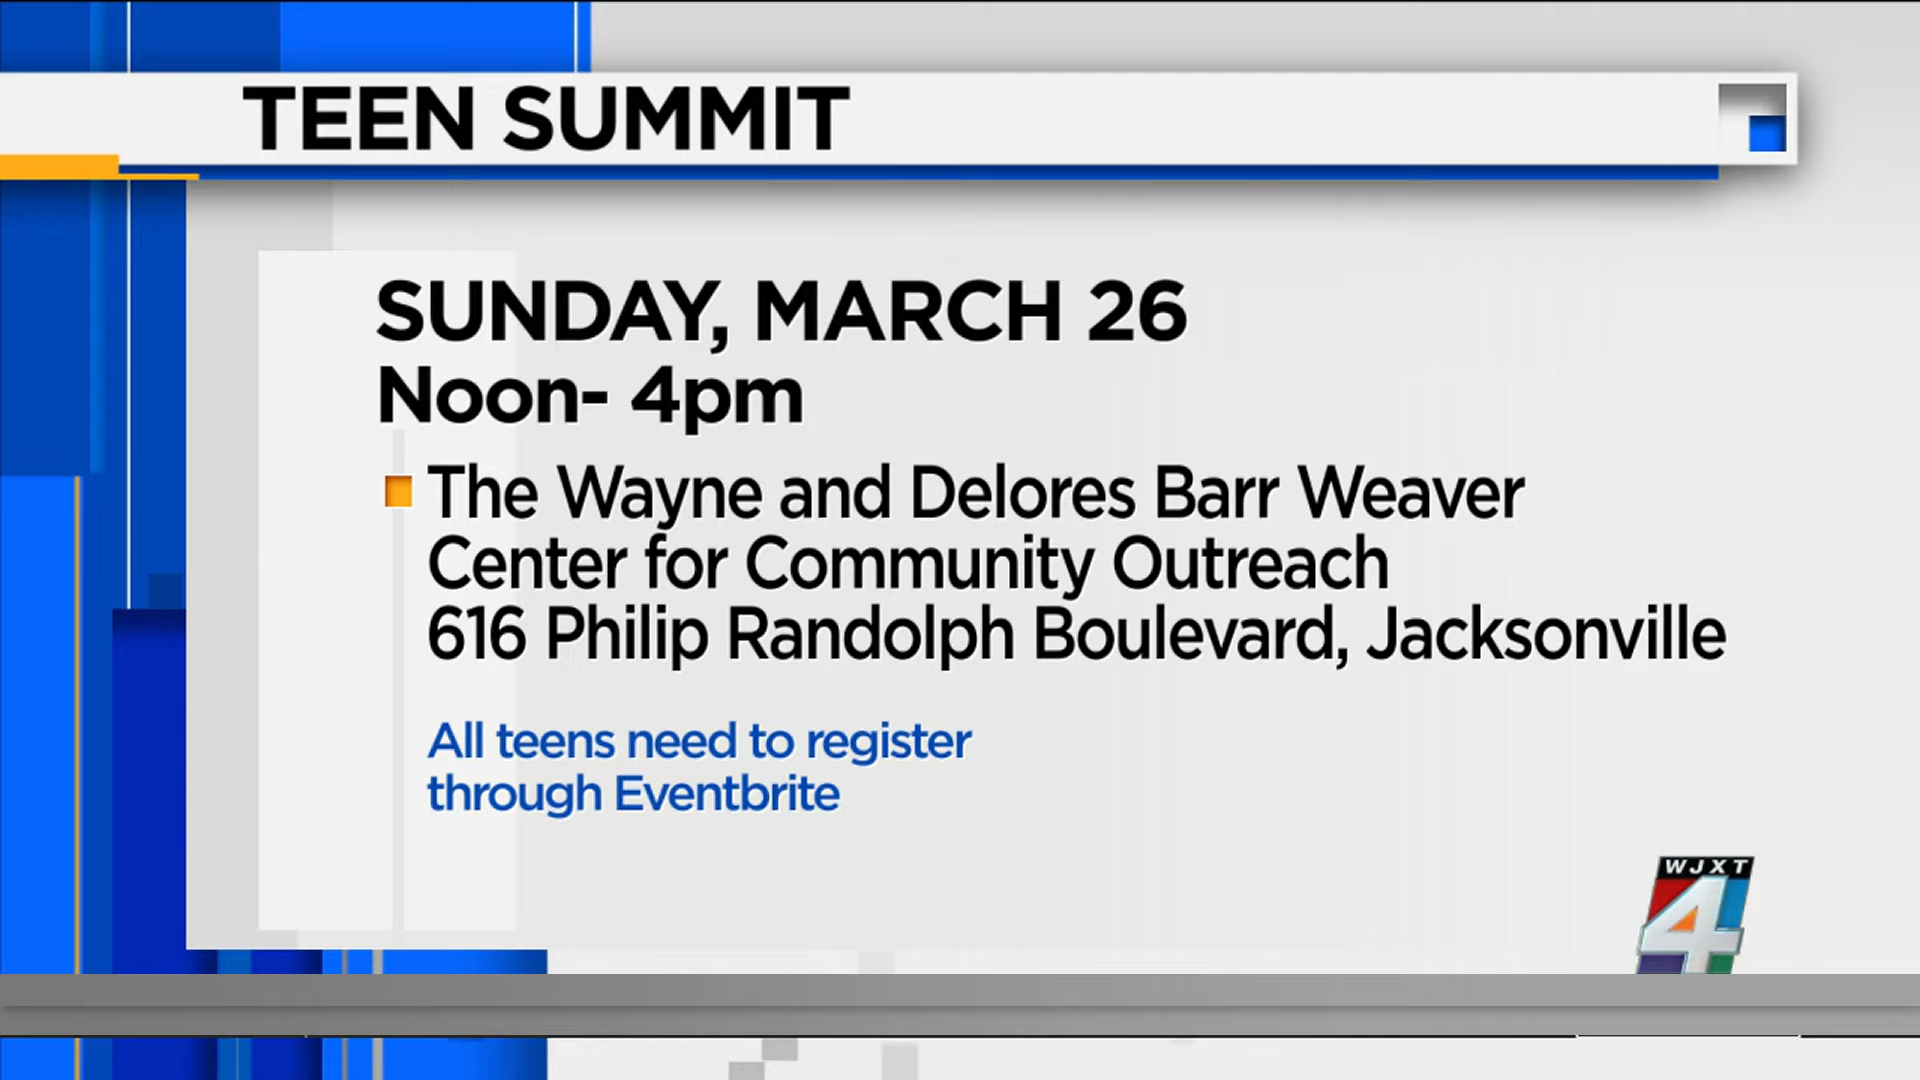 TEEN SUMMIT
SUNDAY, MARCH 26
Noon- 4pm
The Wayne and Delores Barr Weaver
Center for Community Outreach
616 Philip Randolph Boulevard, Jacksonville
All teens need to register
through Eventbrite
WJXT
4